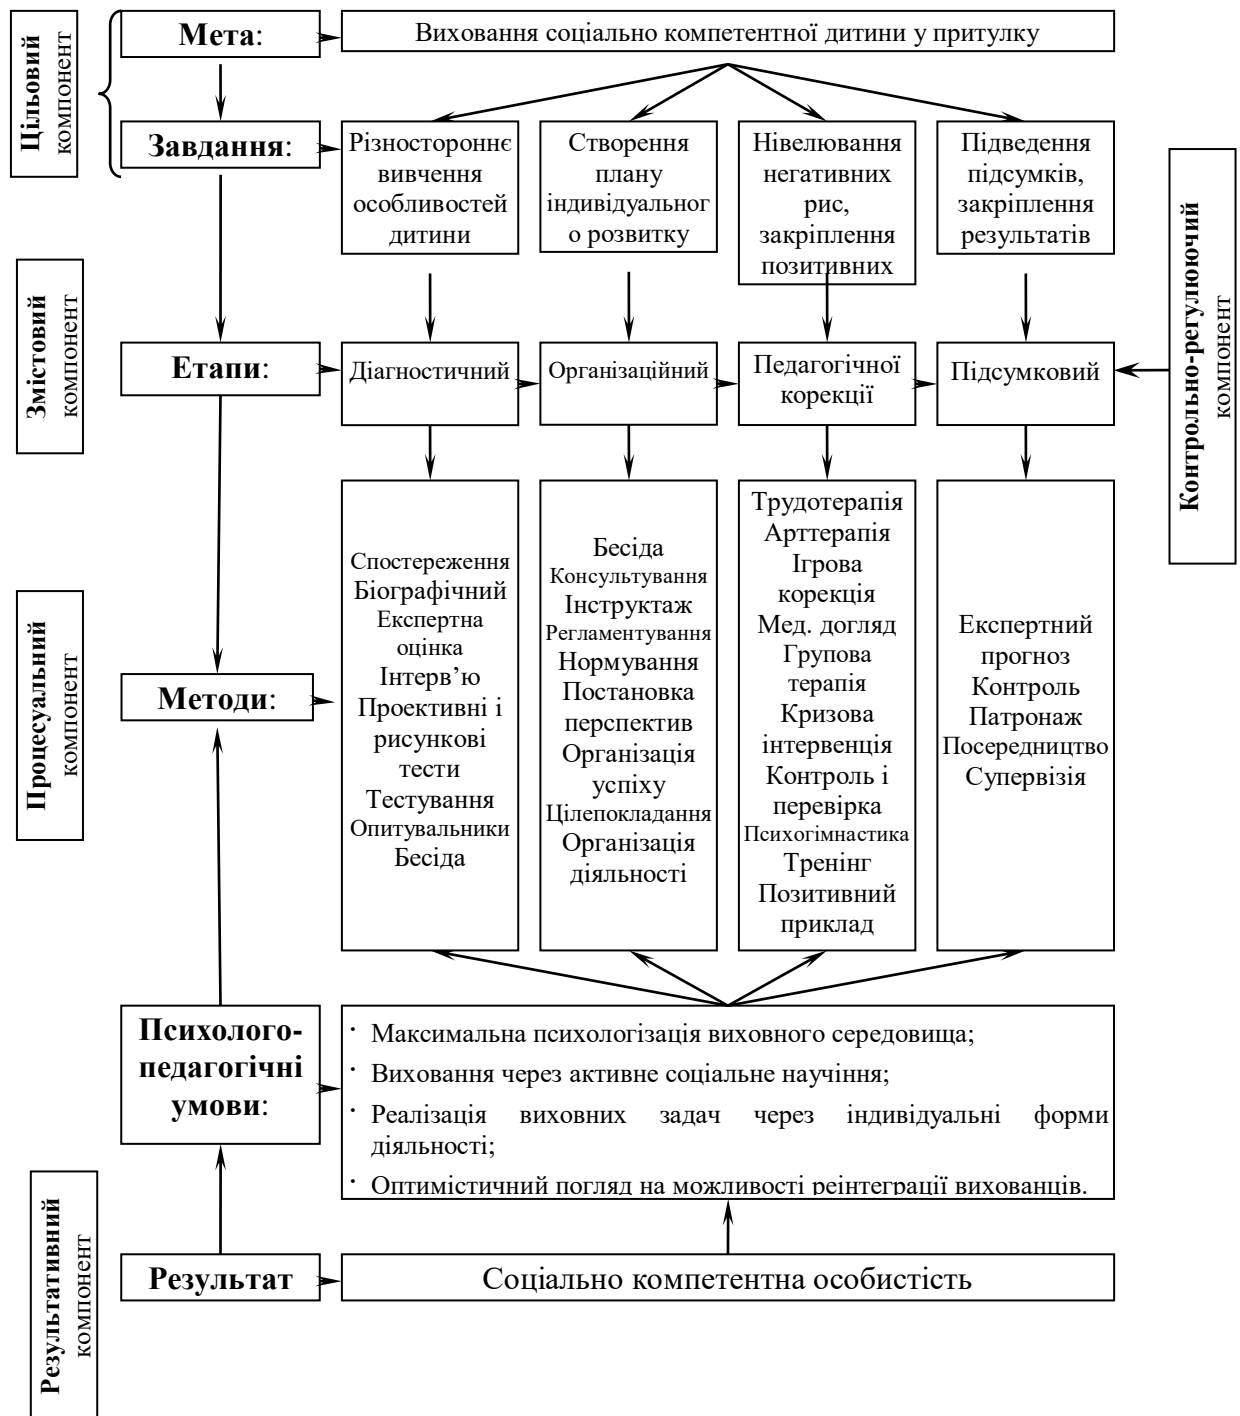 Цільовий
компонент
Мета:
Виховання соціально компетентної дитини у притулку
Завдання:
Різностороннє
вивчення
особливостей
дитини
Створення
плану
індивідуальног
о розвитку
Нівелювання
негативних
рис,
закріплення
позитивних
Підведення
підсумків,
закріплення
результатів
Контрольно-регулюючий
компонент
Змістовий
компонент
Етапи:
Діагностичний
Організаційний
Педагогічної
корекції
Підсумковий
Процесуальний
компонент
Методи:
Спостереження
Біографічний
Експертна
оцінка
Інтерв’ю
Проективні і
рисункові
тести
Тестування
Опитувальники
Бесіда
Бесіда
Консультування
Інструктаж
Регламентування
Нормування
Постановка
перспектив
Організація
успіху
Цілепокладання
Організація
діяльності
Трудотерапія
Арттерапія
Ігрова
корекція
Мед. догляд
Групова
терапія
Кризова
інтервенція
Контроль і
перевірка
Психогімнастика
Тренінг
Позитивний
приклад
Експертний
прогноз
Контроль
Патронаж
Посередництво
Супервізія
Психолого-
педагогічні
умови:
· Максимальна психологізація виховного середовища;
· Виховання через активне соціальне научіння;
· Реалізація виховних задач через індивідуальні форми
діяльності;
· Оптимістичний погляд на можливості реінтеграції вихованців.
Результативний
компонент
Результат
Соціально компетентна особистість